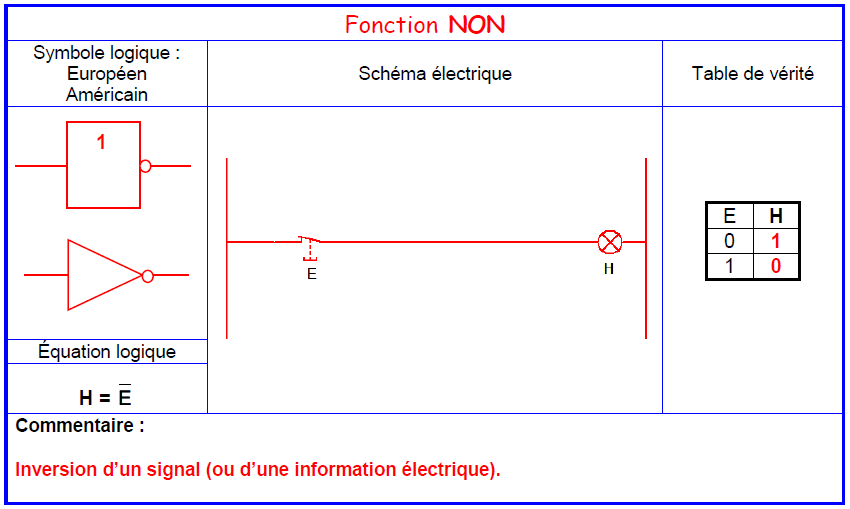 Fonction NON
Symbole logique :
Européen
Américain
Schéma électrique
Table de vérité
1
E
H
E H
0 1
1 0
Équation logique
H = E̅
Commentaire :
Inversion d'un signal (ou d'une information électrique).